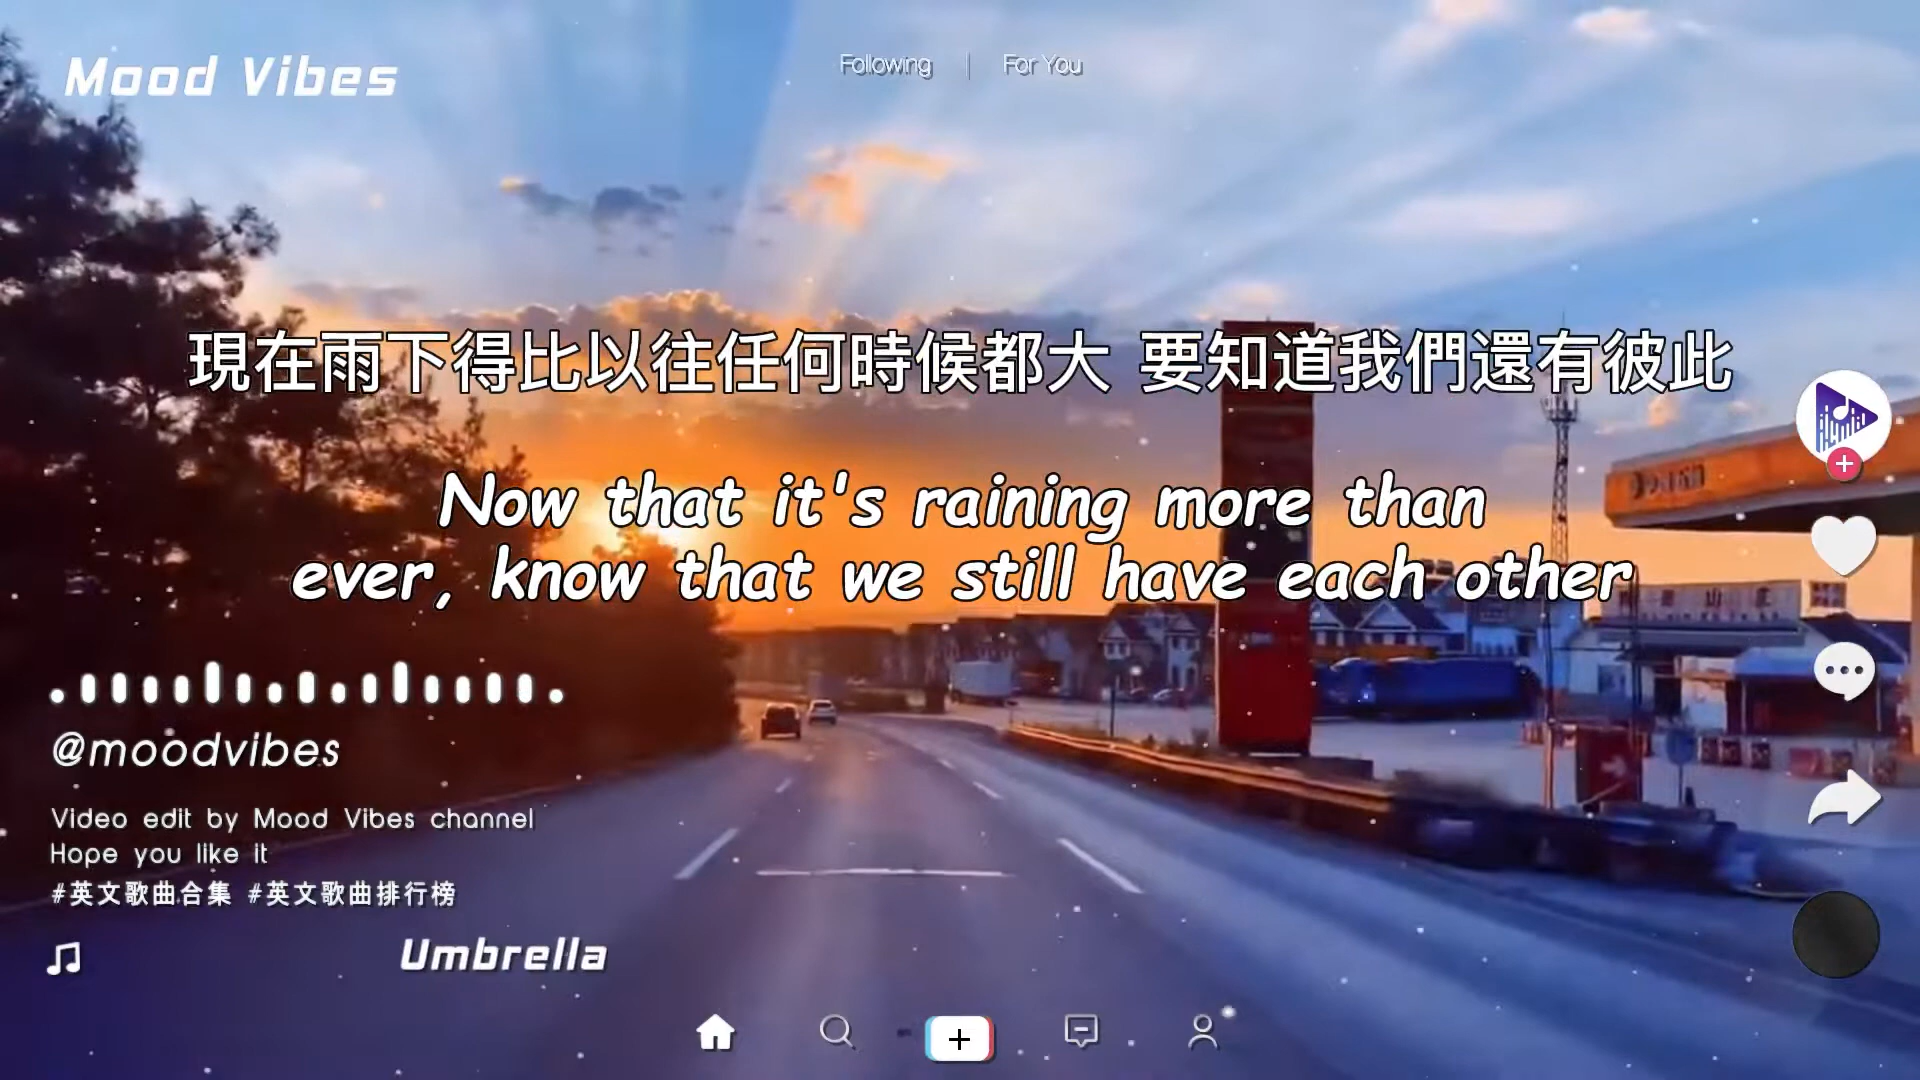 Mood Vibes
Following | For You
現在雨下得比以往任何時候都大 要知道我們還有彼此
Now that it's raining more than
ever, know that we still have each other
@moodvibes
Video edit by Mood Vibes channel
Hope you like it
#英文歌曲合集 #英文歌曲排行榜
Umbrella